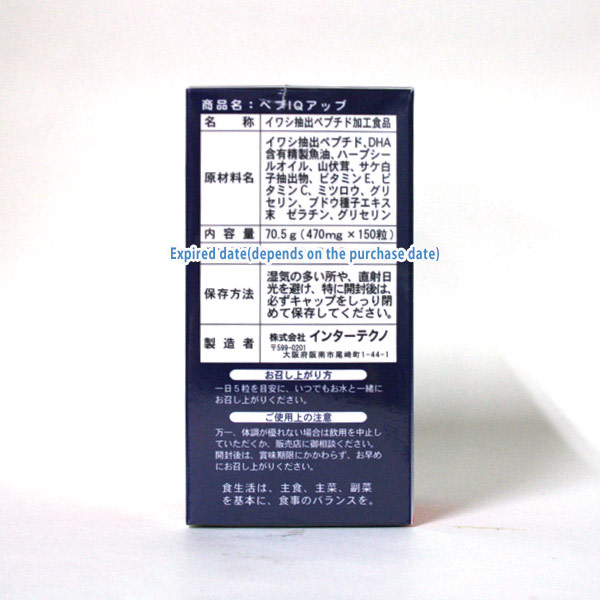 商品名：ペプIQアップ
名　称　イワシ抽出ペプチド加工食品
原材料名
イワシ抽出ペプチド、DHA
含有精製魚油、ハープシー
ルオイル、山伏茸、サケ白
子抽出物、ビタミンE、ビ
タミンC、ミツロウ、グリ
セリン、ブドウ種子エキス
末　ゼラチン、グリセリン
内 容 量　70.5g（470mg×150粒）
Expired date(depends on the purchase date)
保存方法
湿気の多い所や、直射日
光を避け、特に開封後は、
必ずキャップをしっり閉
めて保存してください。
製 造 者
株式会社 インターテクノ
〒599-0201
大阪府阪南市尾崎町1-44-1
お召し上がり方
一日5粒を目安に、いつでもお水と一緒に
お召し上がりください。
ご使用上の注意
万一、体調が優れない場合は飲用を中止し
ていただくか、販売店に御相談ください。
開封後は、賞味期限にかかわらず、お早め
にお召し上がりください。
食生活は、主食、主菜、副菜
を基本に、食事のバランスを。